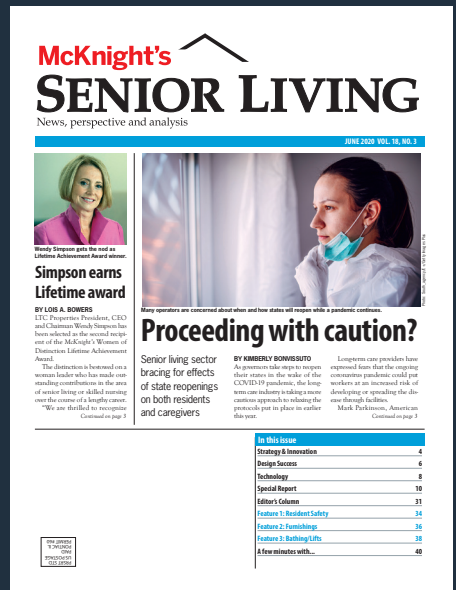 McKnight's
SENIOR LIVING
News, perspective and analysis
JUNE 2020 VOL. 18, NO. 3
Wendy Simpson gets the nod as
Lifetime Achievement Award winner.
Simpson earns
Lifetime award
BY LOIS A. BOWERS
LTC Properties President, CEO
and Chairman Wendy Simpson has
been selected as the second recipi-
ent of the McKnight's Women of
Distinction Lifetime Achievement
Award.
The distinction is bestowed on a
woman leader who has made out-
standing contributions in the area
of senior living or skilled nursing
over the course of a lengthy career.
"We are thrilled to recognize
Continued on page 3
Many operators are concerned about when and how states will reopen while a pandemic continues.
Proceeding with caution?
Senior living sector
bracing for effects
of state reopenings
on both residents
and caregivers
BY KIMBERLY BONVISSUTO
As governors take steps to reopen
their states in the wake of the
COVID-19 pandemic, the long-
term care industry is taking a more
cautious approach to relaxing the
protocols put in place in earlier
this year.
Long-term care providers have
expressed fears that the ongoing
coronavirus pandemic could put
workers at an increased risk of
developing or spreading the dis-
ease through facilities.
Mark Parkinson, American
Continued on page 3
In this issue
Strategy & Innovation 4
Design Success 6
Technology 8
Special Report 10
Editor's Column 31
Feature 1: Resident Safety 34
Feature 2: Furnishings 36
Feature 3: Bathing/Lifts 38
A few minutes with... 40
PRSRT STD
US POSTAGE
PAID
PONTIAC IL